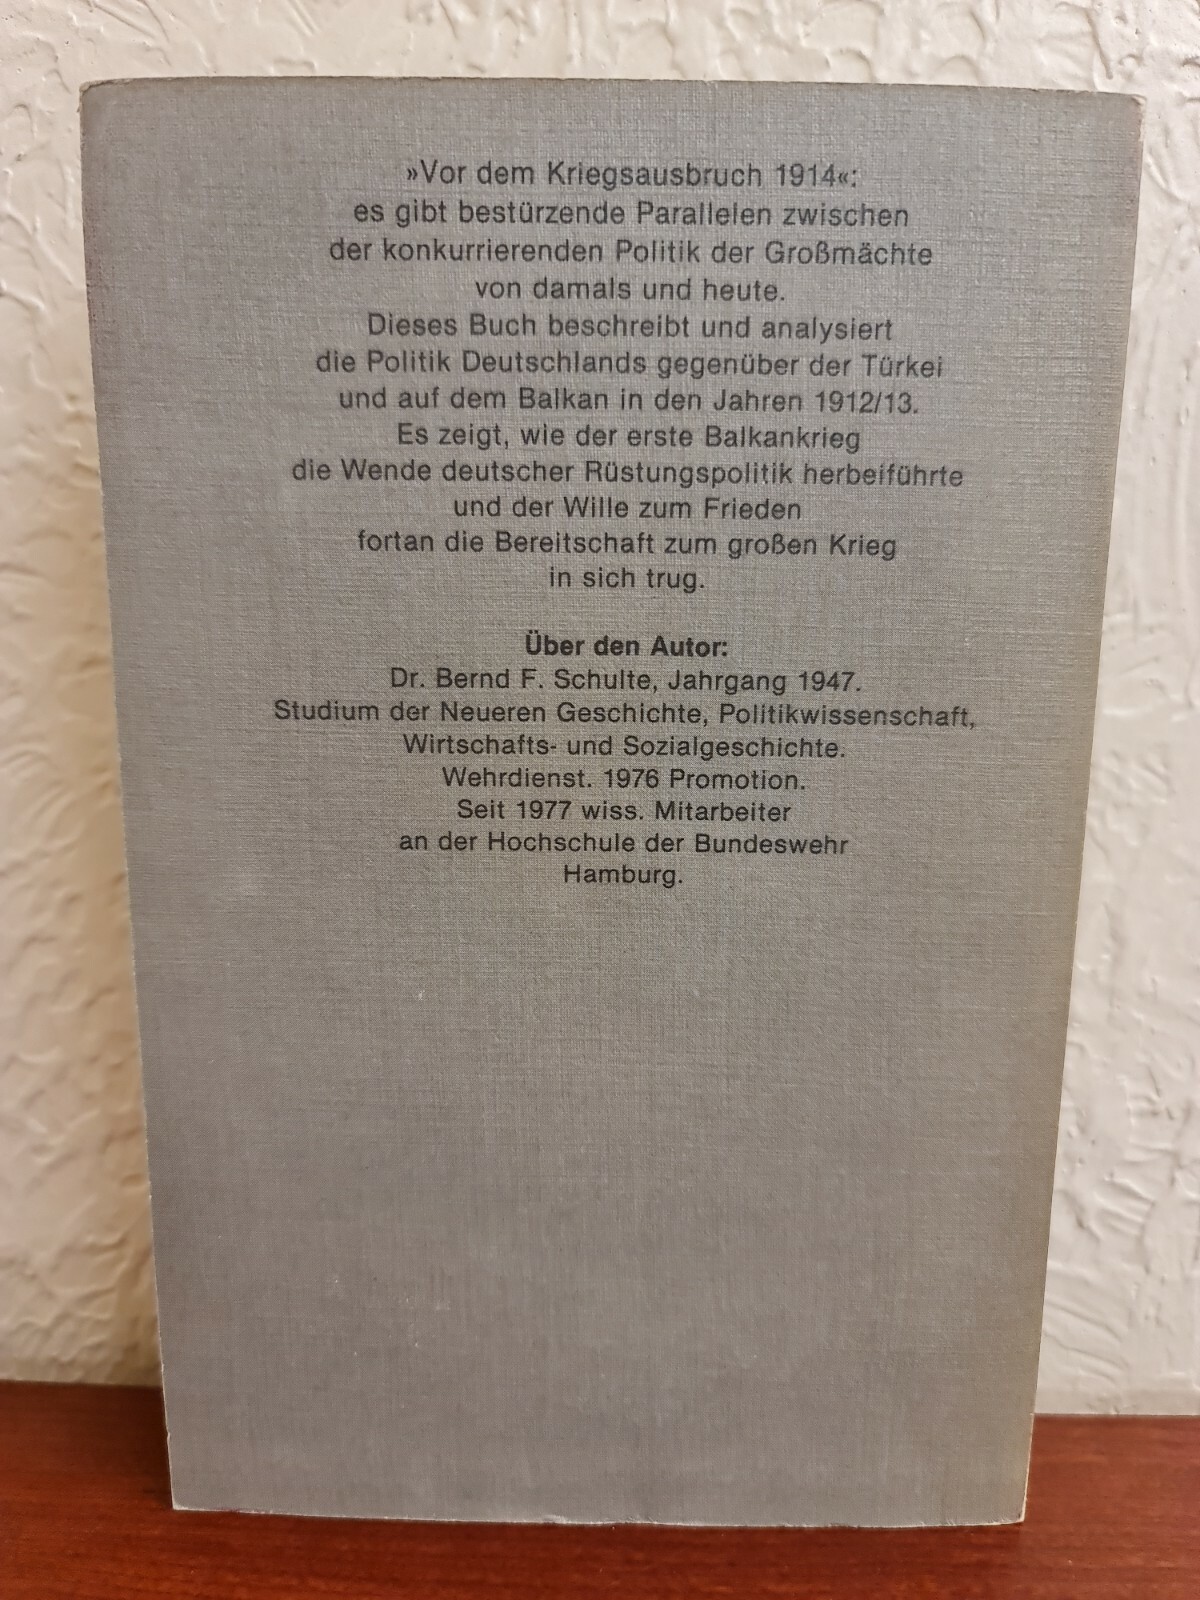 »Vor dem Kriegsausbruch 1914«:
es gibt bestürzende Parallelen zwischen
der konkurrierenden Politik der Großmächte
von damals und heute.
Dieses Buch beschreibt und analysiert
die Politik Deutschlands gegenüber der Türkei
und auf dem Balkan in den Jahren 1912/13.
Es zeigt, wie der erste Balkankrieg
die Wende deutscher Rüstungspolitik herbeiführte
und der Wille zum Frieden
fortan die Bereitschaft zum großen Krieg
in sich trug.
Über den Autor:
Dr. Bernd F. Schulte, Jahrgang 1947.
Studium der Neueren Geschichte, Politikwissenschaft,
Wirtschafts- und Sozialgeschichte.
Wehrdienst. 1976 Promotion.
Seit 1977 wiss. Mitarbeiter
an der Hochschule der Bundeswehr
Hamburg.